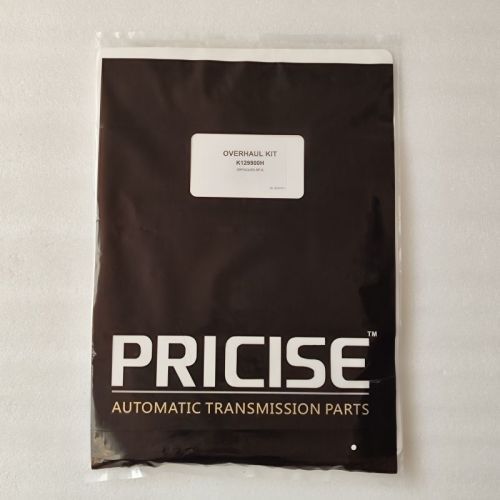 OVERHAUL KIT
K129900H
PRICISE™
AUTOMATIC TRANSMISSION PARTS